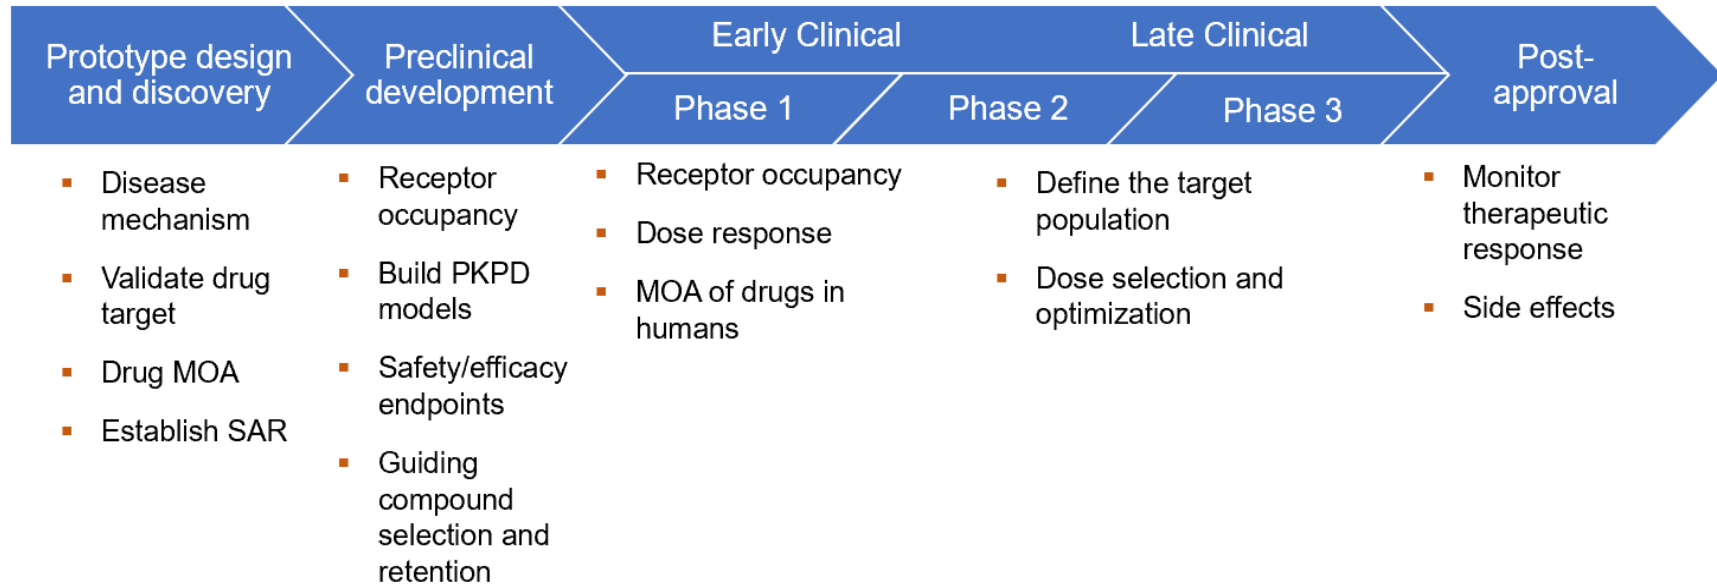 Prototype design
and discovery
Preclinical
development
Early Clinical
Late Clinical
Phase 1
Phase 2
Phase 3
Post-
approval
Disease
mechanism
Validate drug
target
Drug MOA
Establish SAR
Receptor
occupancy
Build PKPD
models
Safety/efficacy
endpoints
Guiding
compound
selection and
retention
Receptor occupancy
Dose response
MOA of drugs in
humans
Define the target
population
Dose selection and
optimization
Monitor
therapeutic
response
Side effects